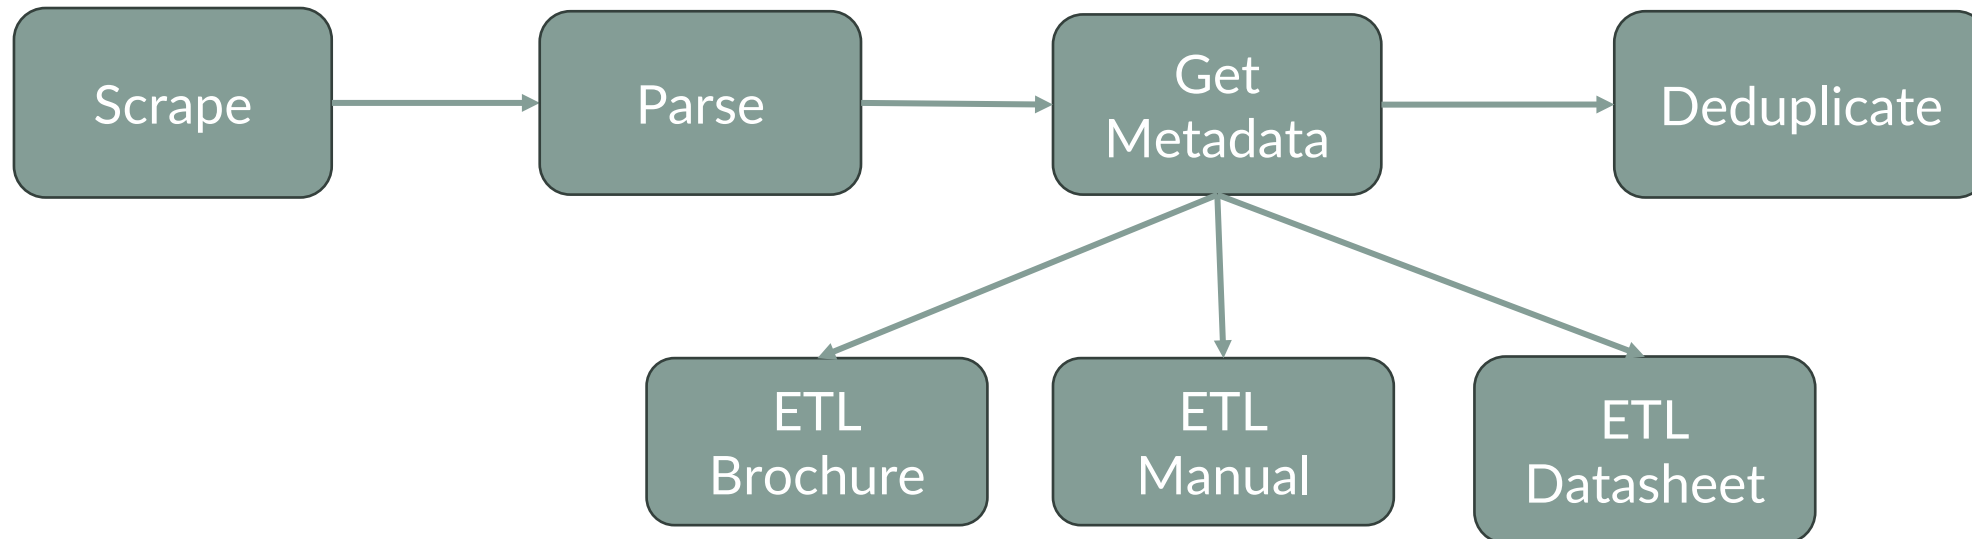 Scrape
Parse
Get
Metadata
Deduplicate
ETL
Brochure
ETL
Manual
ETL
Datasheet